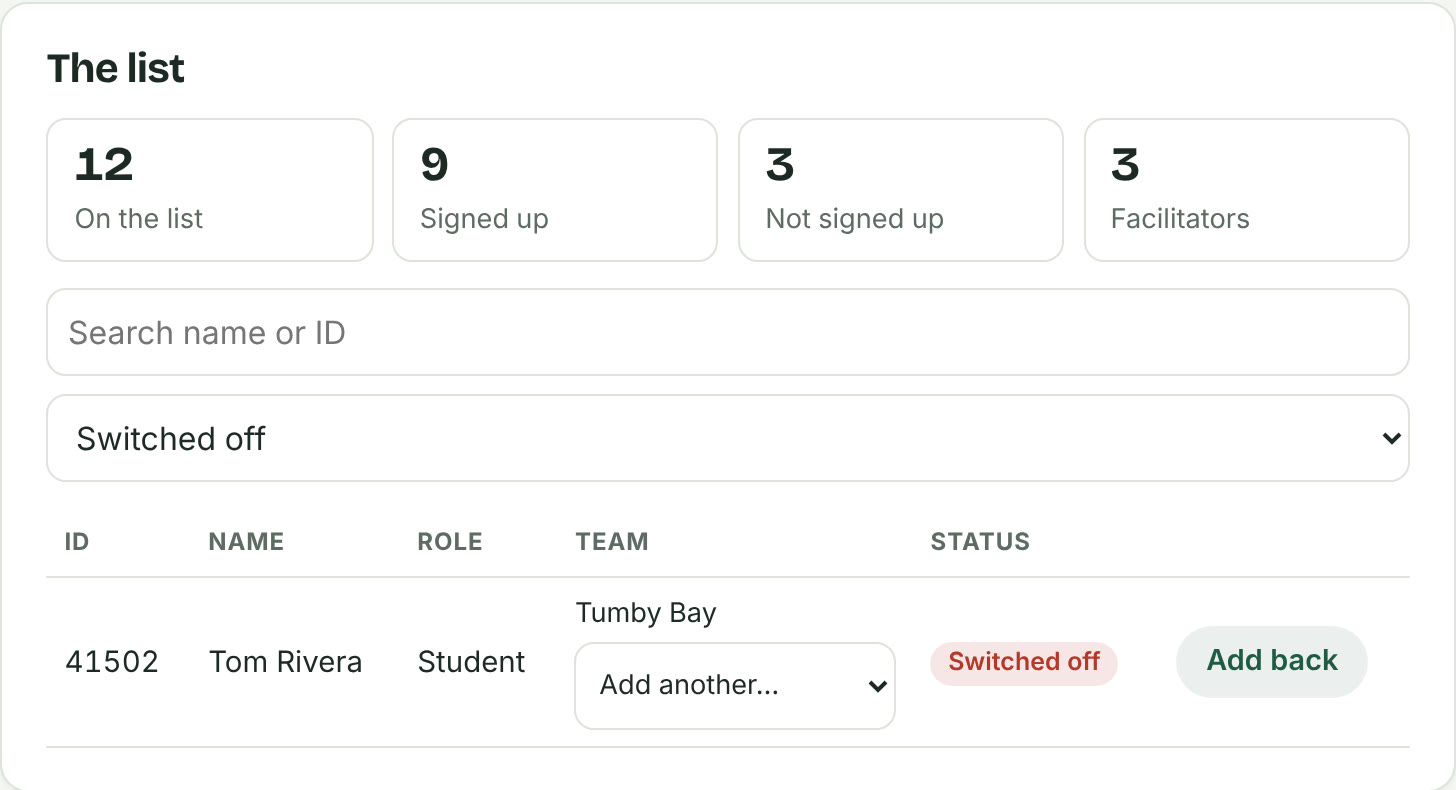 The list
12 9 3 3
On the list Signed up Not signed up Facilitators
Search name or ID
Switched off
ID NAME ROLE TEAM STATUS
Tumby Bay
41502 Tom Rivera Student Add another... Switched off Add back